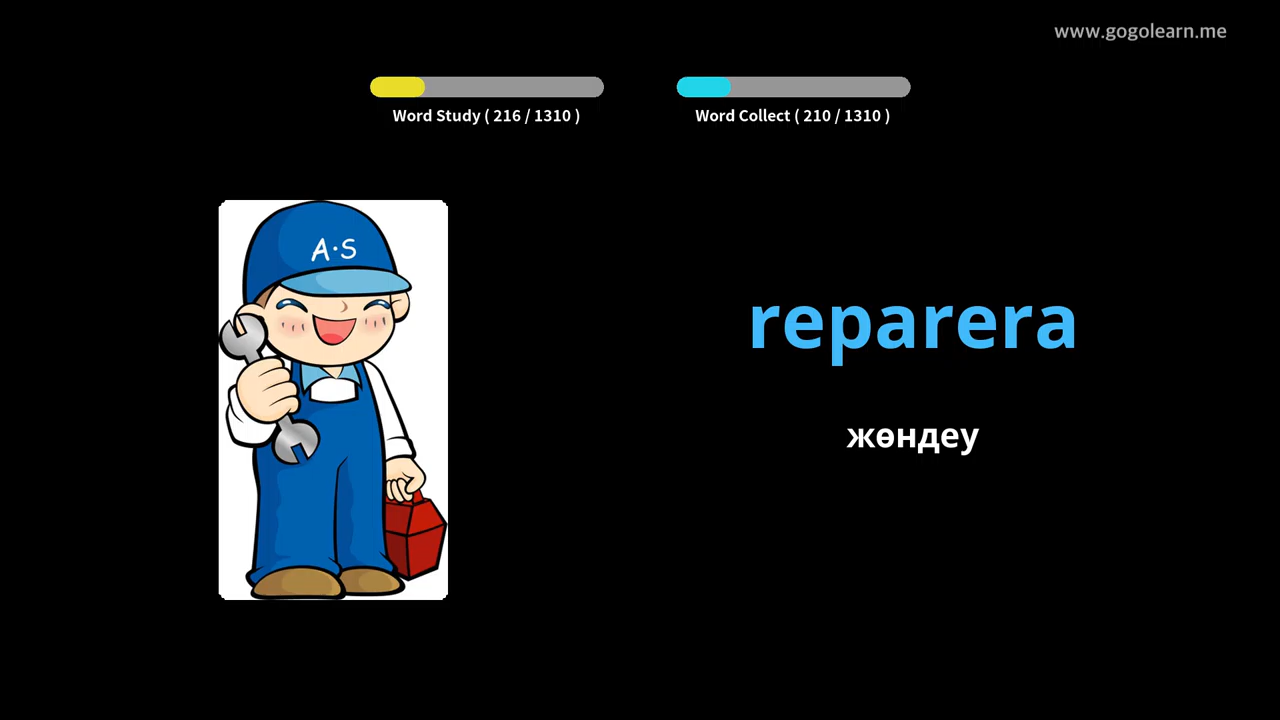 www.gogolearn.me
Word Study ( 216 / 1310 )
Word Collect ( 210 / 1310 )
A·S
reparera
жөндеу